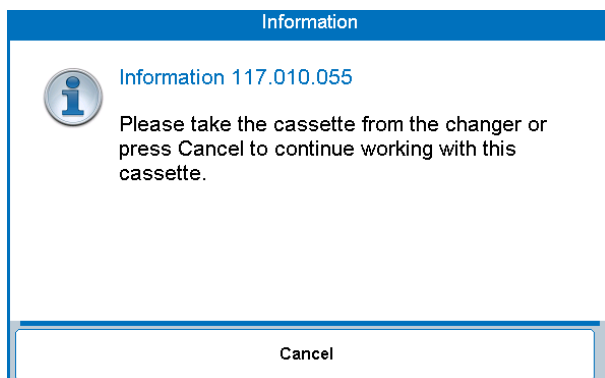 Information
Information 117.010.055
Please take the cassette from the changer or
press Cancel to continue working with this
cassette.
Cancel